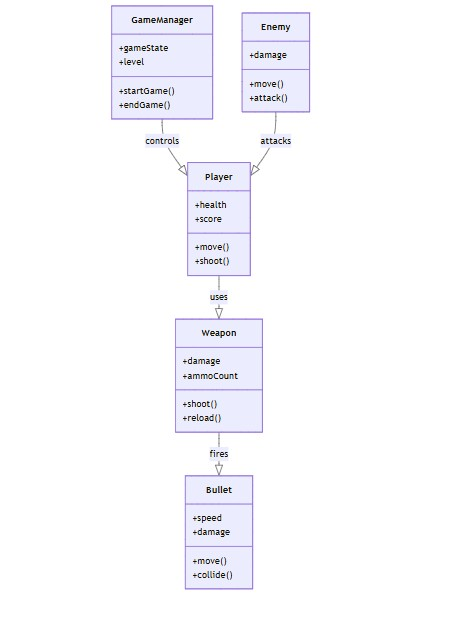 GameManager
+gameState
+level
+startGame()
+endGame()
Enemy
+damage
+move()
+attack()
controls
attacks
Player
+health
+score
+move()
+shoot()
uses
Weapon
+damage
+ammoCount
+shoot()
+reload()
fires
Bullet
+speed
+damage
+move()
+collide()